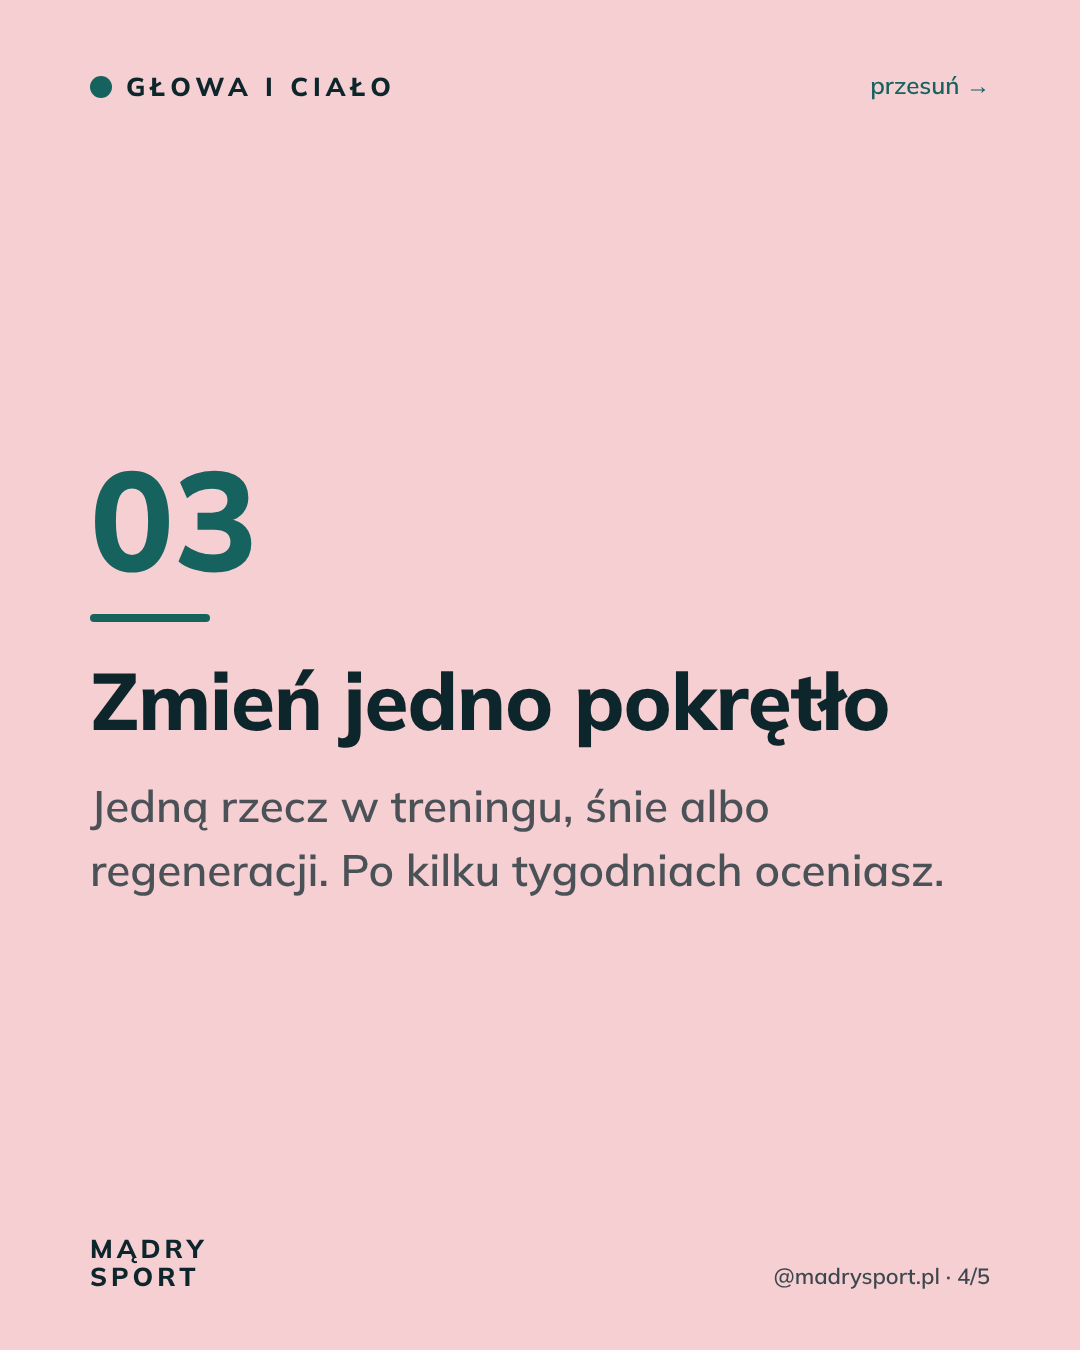 GŁOWA I CIAŁO
przesuń →
03
Zmień jedno pokrętło
Jedną rzecz w treningu, śnie albo
regeneracji. Po kilku tygodniach oceniasz.
MĄDRY
SPORT
@madrysport.pl · 4/5